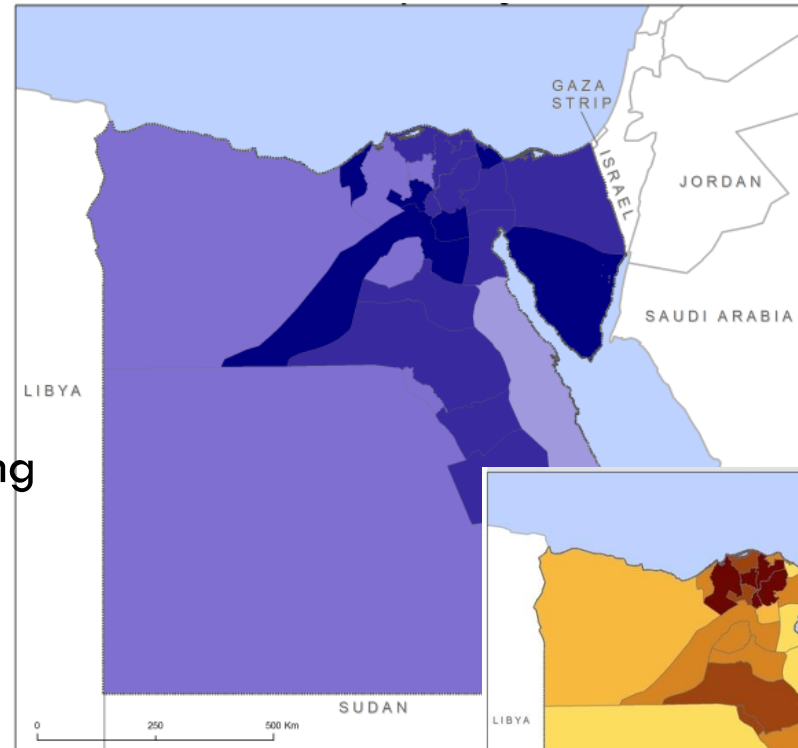 GAZA
STRIP
ISRAEL
JORDAN
SAUDI ARABIA
LIBYA
ng
SUDAN
0 250 500 Km
LIBYA